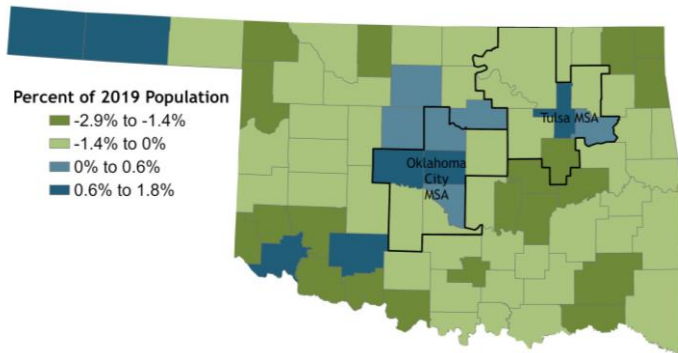 Percent of 2019 Population
-2.9% to -1.4%
-1.4% to 0%
0% to 0.6%
0.6% to 1.8%
Tulsa MSA
Oklahoma
City
MSA